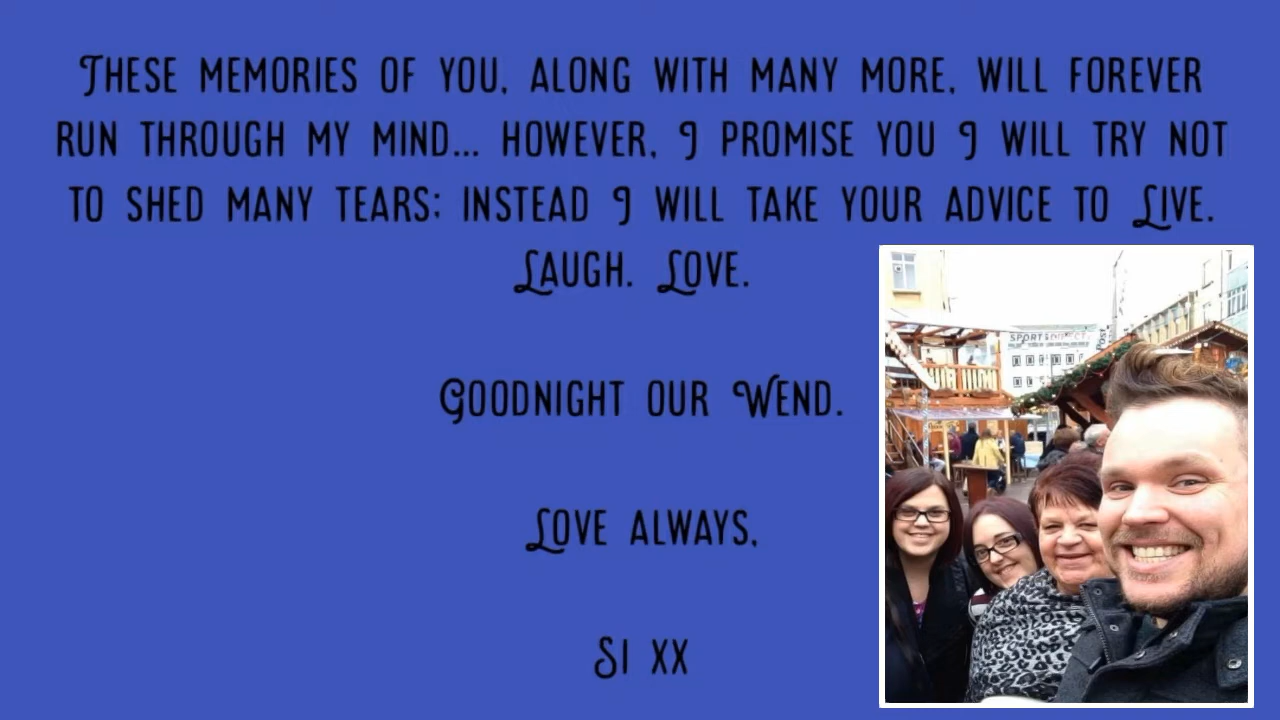 These memories of you, along with many more, will forever
run through my mind... however, I promise you I will try not
to shed many tears; instead I will take your advice to Live.
Laugh. Love.
Goodnight our Wend.
Love always,
Si xx
SPORTSDIRECT
Post